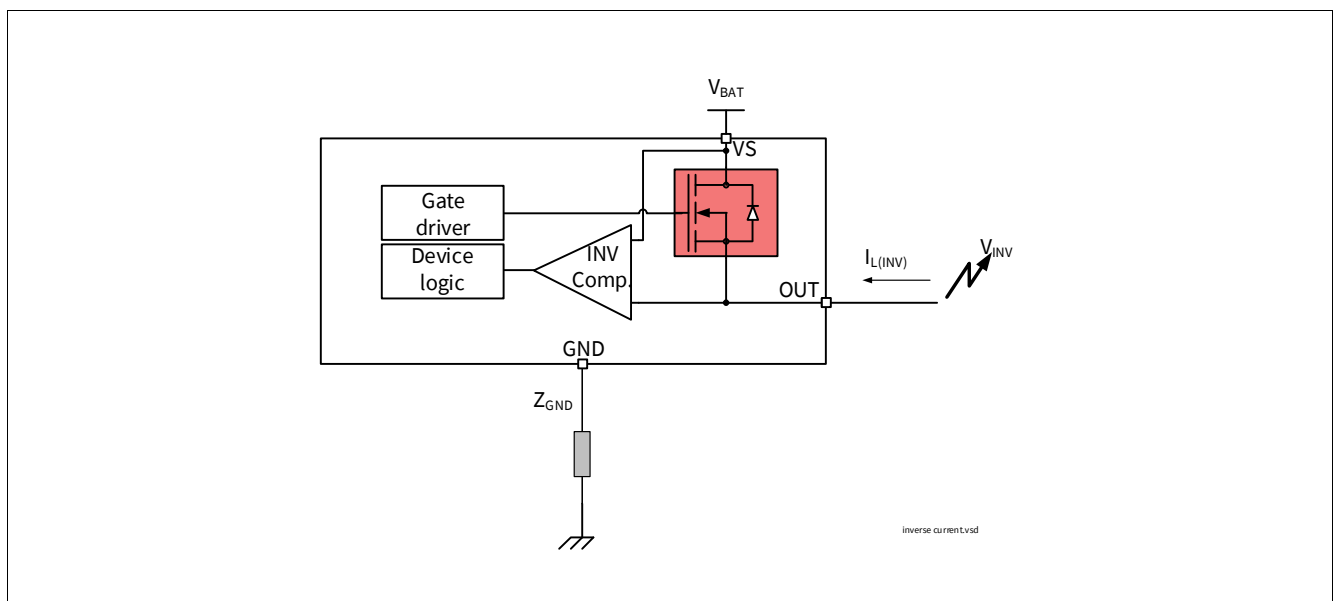 VBAT
VS
Gate
driver
Device
logic
INV
Comp.
IL(INV)
VINV
OUT
GND
ZGND
inverse current.vsd